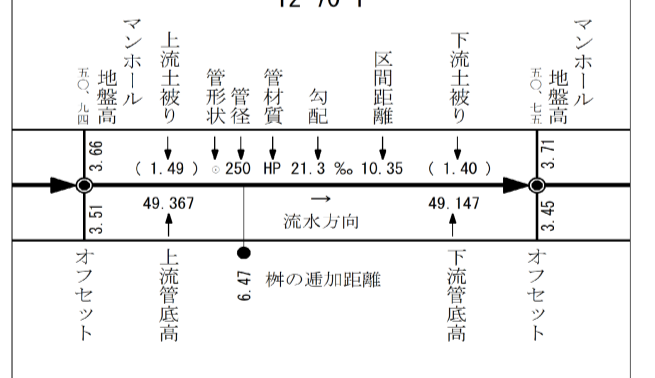 マンホール
地盤高
五〇、九四
上流土被り
管形状
管径
管材質
勾配
区間距離
下流土被り
マンホール
地盤高
五〇、七五
3.66
( 1.49 ) ○ 250 HP 21.3 ‰ 10.35 ( 1.40 )
3.71
3.51
49.367
→
流水方向
49.147
3.45
オフセット
上流管底高
6.47
桝の逓加距離
下流管底高
オフセット